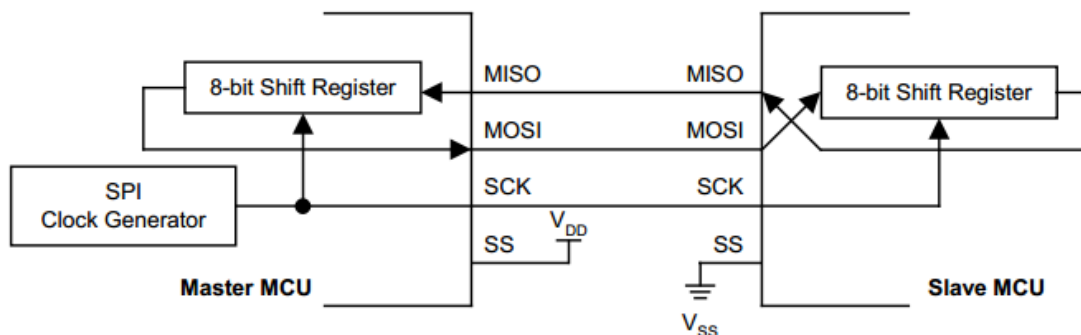 MISO MISO
8-bit Shift Register 8-bit Shift Register
MOSI MOSI
SPI
Clock Generator
SCK SCK
VDD
SS SS
Master MCU Slave MCU
VSS